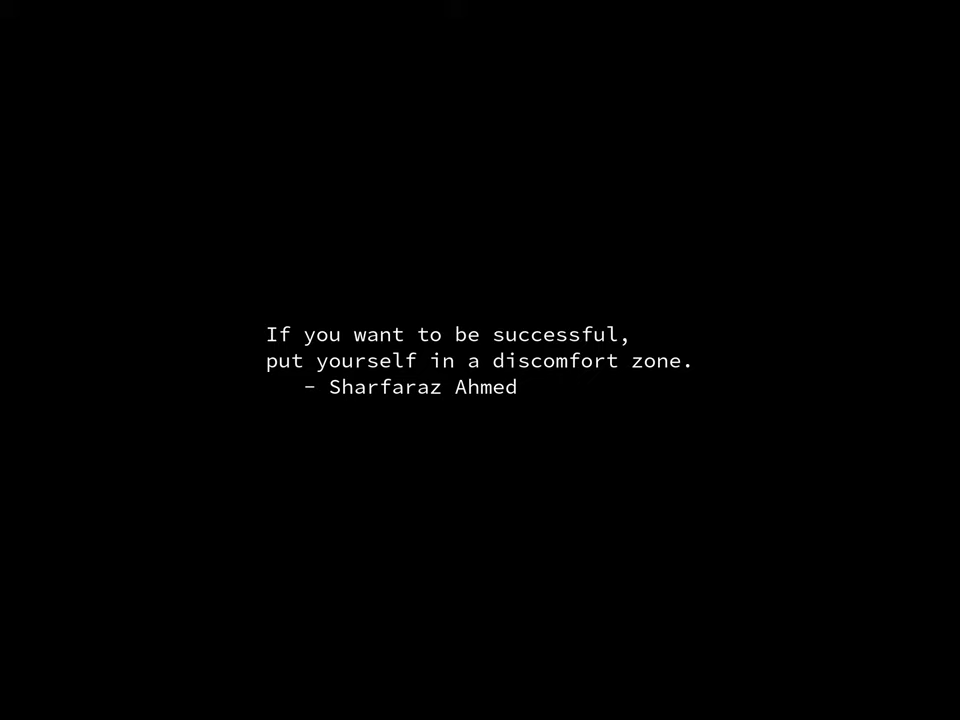 If you want to be successful,
put yourself in a discomfort zone.
- Sharfaraz Ahmed